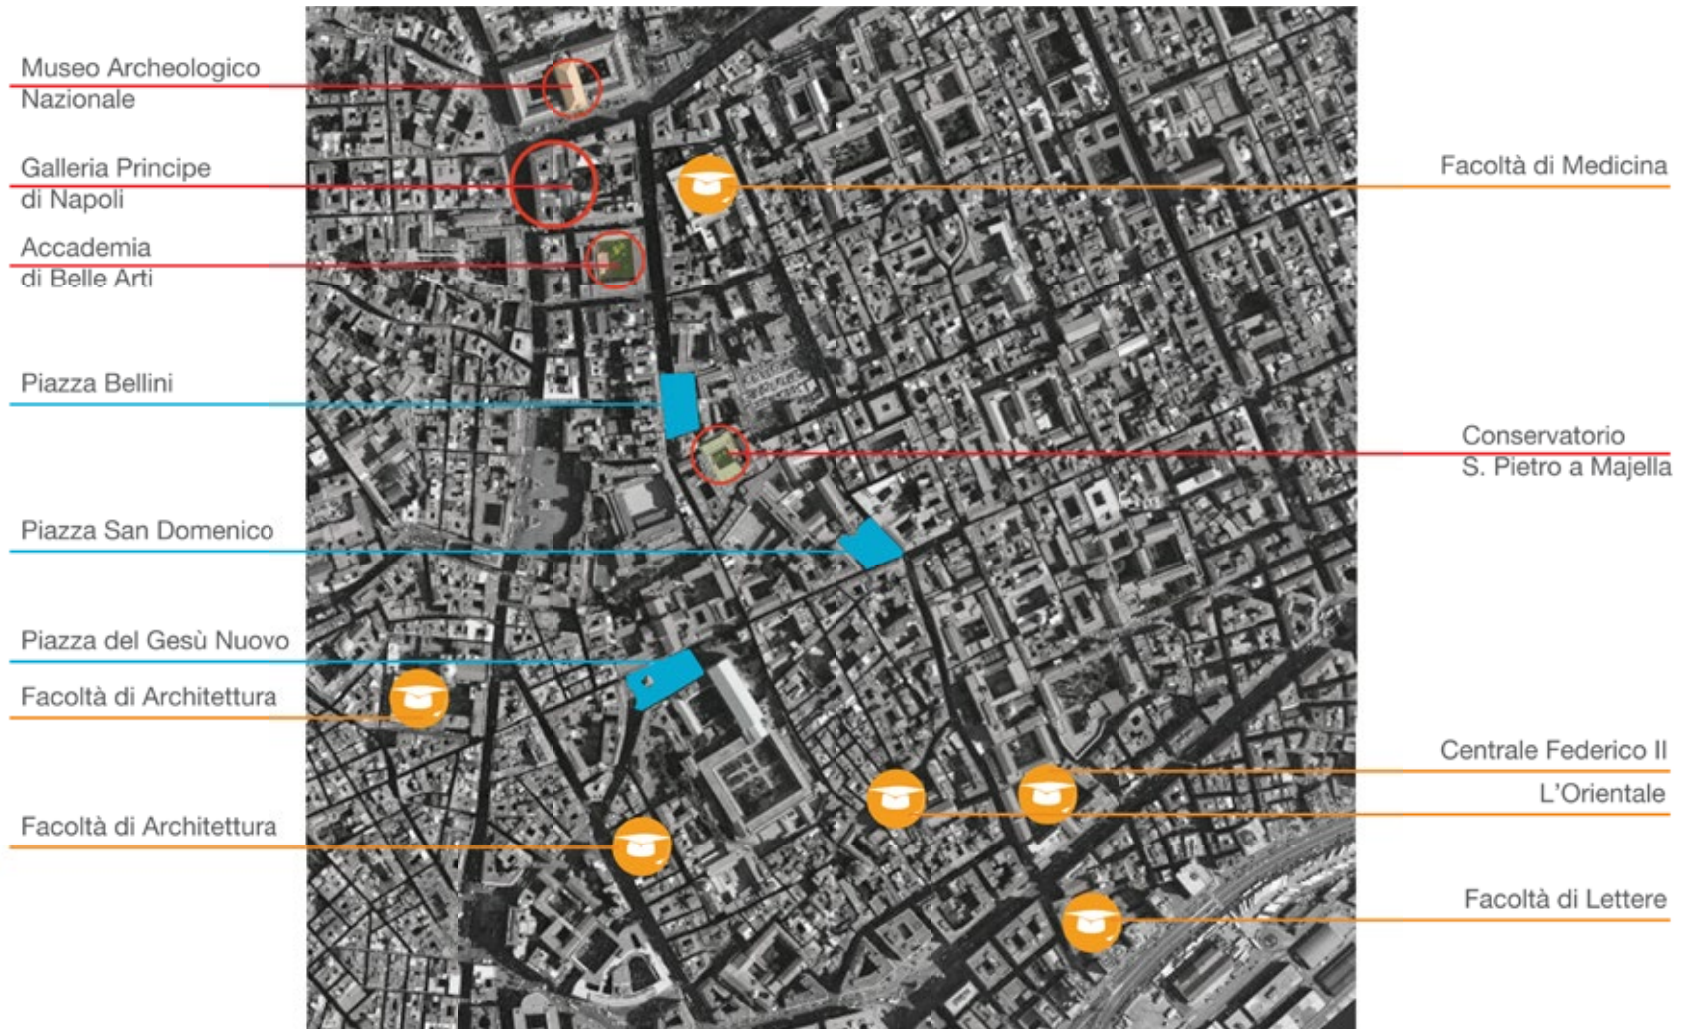 Museo Archeologico
Nazionale
Galleria Principe
di Napoli
Accademia
di Belle Arti
Piazza Bellini
Piazza San Domenico
Piazza del Gesù Nuovo
Facoltà di Architettura
Facoltà di Architettura
Facoltà di Medicina
Conservatorio
S. Pietro a Majella
Centrale Federico II
L'Orientale
Facoltà di Lettere